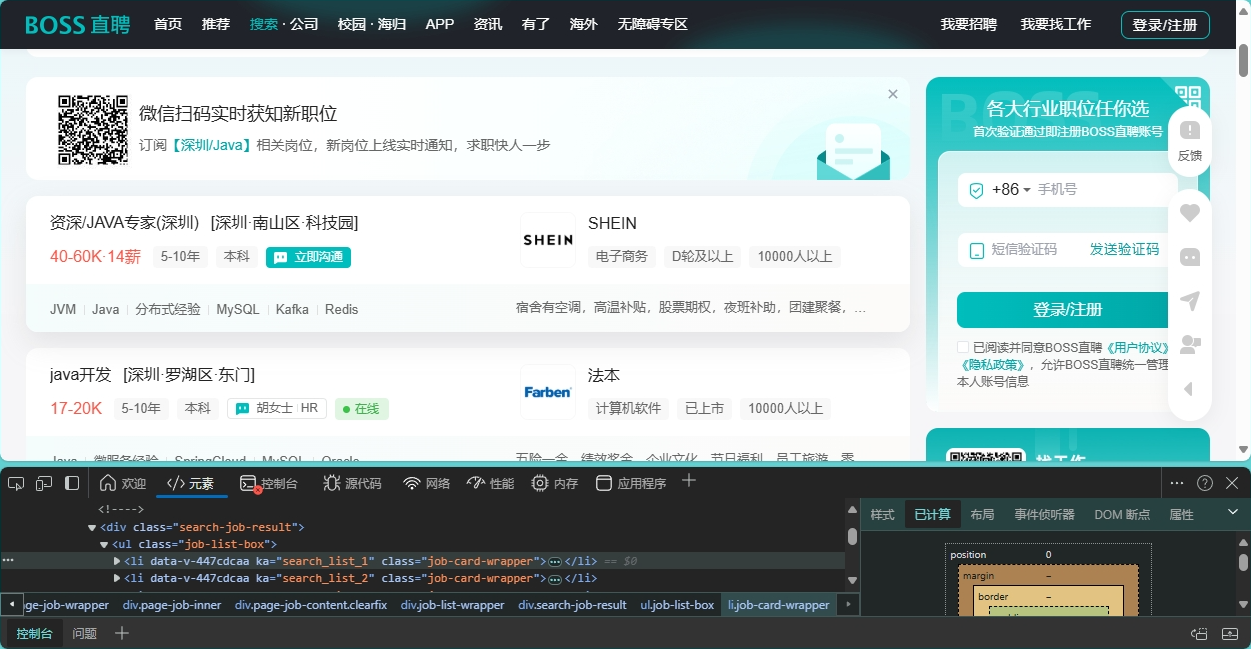 BOSS直聘 首页 推荐 搜索·公司 校园·海归 APP 资讯 有了 海外 无障碍专区 我要招聘 我要找工作 登录/注册
微信扫码实时获知新职位
订阅【深圳/Java】相关岗位，新岗位上线实时通知，求职快人一步
资深/JAVA专家(深圳) [深圳·南山区·科技园]
40-60K·14薪 5-10年 本科 立即沟通
SHEIN
SHEIN
电子商务 D轮及以上 10000人以上
JVM Java 分布式经验 MySQL Kafka Redis
宿舍有空调，高温补贴，股票期权，夜班补助，团建聚餐，...
java开发 [深圳·罗湖区·东门]
17-20K 5-10年 本科 胡女士 HR 在线
Farben
法本
计算机软件 已上市 10000人以上
Java 微服务经验 SpringCloud MySQL Oracle
五险一金，绩效奖金，企业文化，节日福利，员工旅游，零
各大行业职位任你选
首次验证通过即注册BOSS直聘账号
+86 手机号
短信验证码 发送验证码
登录/注册
已阅读并同意BOSS直聘《用户协议》
《隐私政策》，允许BOSS直聘统一管理
本人账号信息
反馈
找工作
欢迎 元素 控制台 源代码 网络 性能 内存 应用程序
<!---->
<div class="search-job-result">
<ul class="job-list-box">
<li data-v-447cdcaa ka="search_list_1" class="job-card-wrapper">…</li> == $0
<li data-v-447cdcaa ka="search_list_2" class="job-card-wrapper">…</li>
ge-job-wrapper div.page-job-inner div.page-job-content.clearfix div.job-list-wrapper div.search-job-result ul.job-list-box li.job-card-wrapper
样式 已计算 布局 事件侦听器 DOM 断点 属性
position 0
margin –
border –
控制台 问题